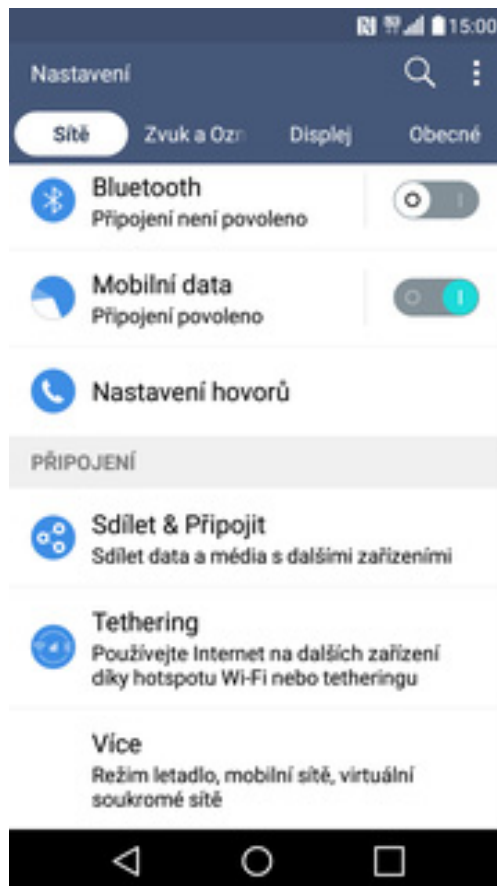 15:00
Nastavení
Sítě Zvuk a Ozn Displej Obecné
Bluetooth
Připojení není povoleno
Mobilní data
Připojení povoleno
Nastavení hovorů
PŘIPOJENÍ
Sdílet & Připojit
Sdílet data a média s dalšími zařízeními
Tethering
Používejte Internet na dalších zařízení
díky hotspotu Wi-Fi nebo tetheringu
Více
Režim letadlo, mobilní sítě, virtuální
soukromé sítě